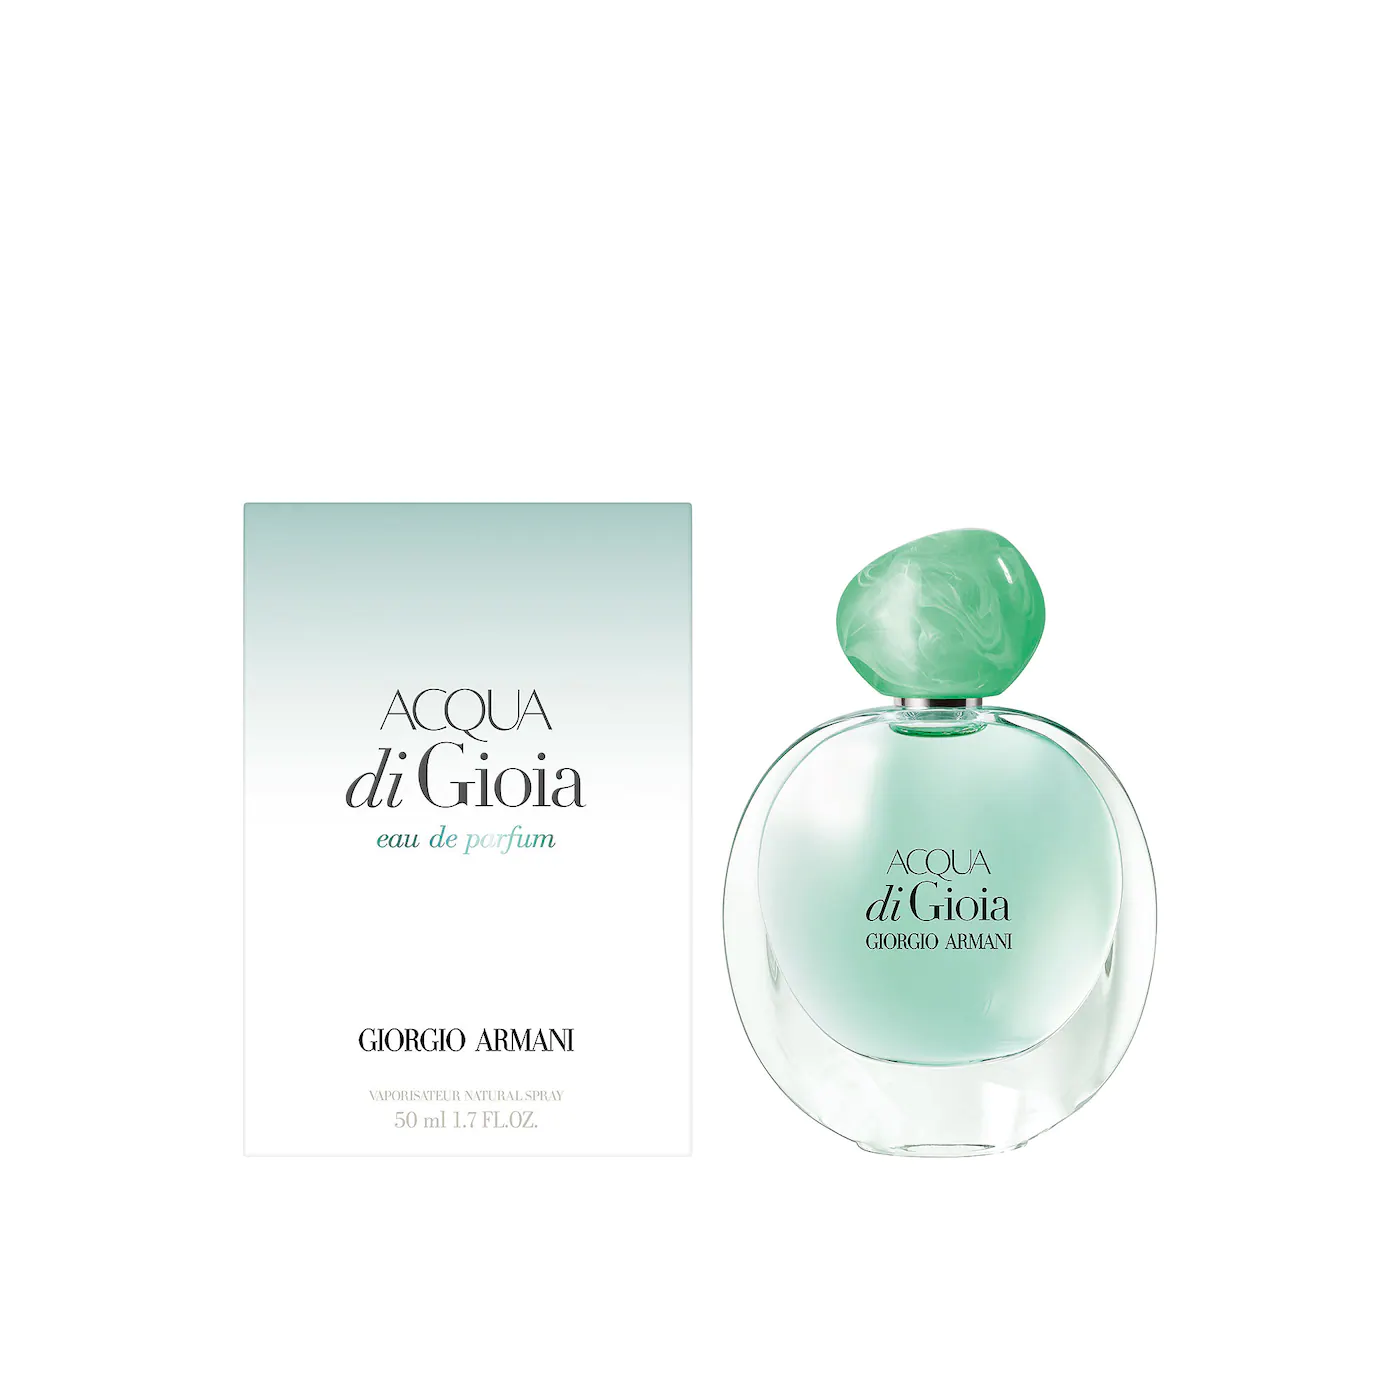 ACQUA
di Gioia
eau de parfum
GIORGIO ARMANI
VAPORISATEUR NATURAL SPRAY
50 ml 1.7 FL.OZ.
ACQUA
di Gioia
GIORGIO ARMANI